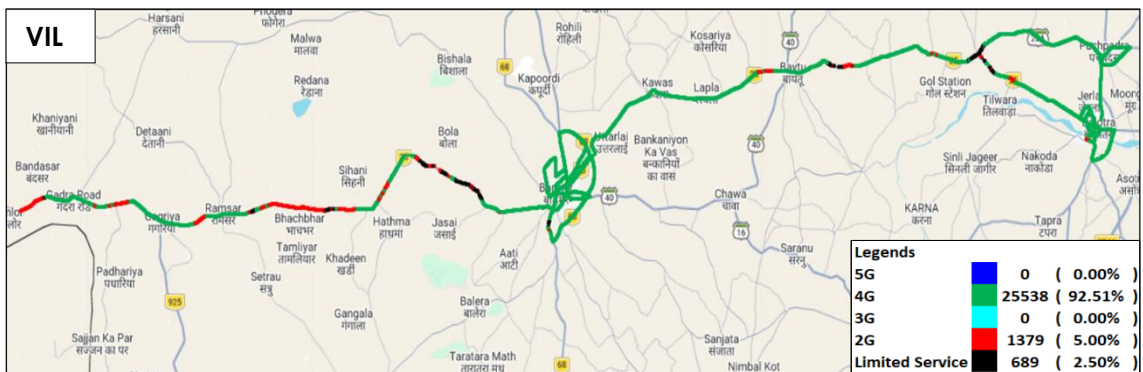 VIL
Harsani
हरसानी
फोगेरा
Malwa
मालवा
Redana
रेडाना
Bishala
बिशाला
Rohili
रोहिली
Kapoordi
कपूर्दी
68
Kosariya
कोसरिया
40
Kawas
Lapla
Baytu
बायतू
Gol Station
गोल स्टेशन
Tilwara
तिलवाड़ा
Jerla
Khaniyani
खानीयानी
Detaani
देतानी
Bola
बोला
Sihani
सिहनी
Uttarlai
उत्तरलाई
Bankaniyon
Ka Vas
बन्कानियों
का वास
40
Sinli Jageer
सिनली जागीर
Nakoda
नाकोडा
Bandasar
बंदसर
Gadra Road
गदरा रोड
गगरिया
Ramsar
रामसर
Bhachbhar
भाचभर
Hathma
हाथमा
Jasai
जसाई
40
Chawa
चावा
16
KARNA
करना
Tapra
टापरा
Padhariya
पधारिया
Tamliyar
तामलियार
Khadeen
खडीं
Aati
आटी
Saranu
सरनु
925
Setrau
सत्रु
Gangala
गंगाला
Balera
बालेरा
Sajjan Ka Par
सज्जन का पर
Taratara Math
तारातरा मठ
68
Sanjata
संजाता
Nimbal Kot
Legends
5G 0 ( 0.00% )
4G 25538 ( 92.51% )
3G 0 ( 0.00% )
2G 1379 ( 5.00% )
Limited Service 689 ( 2.50% )